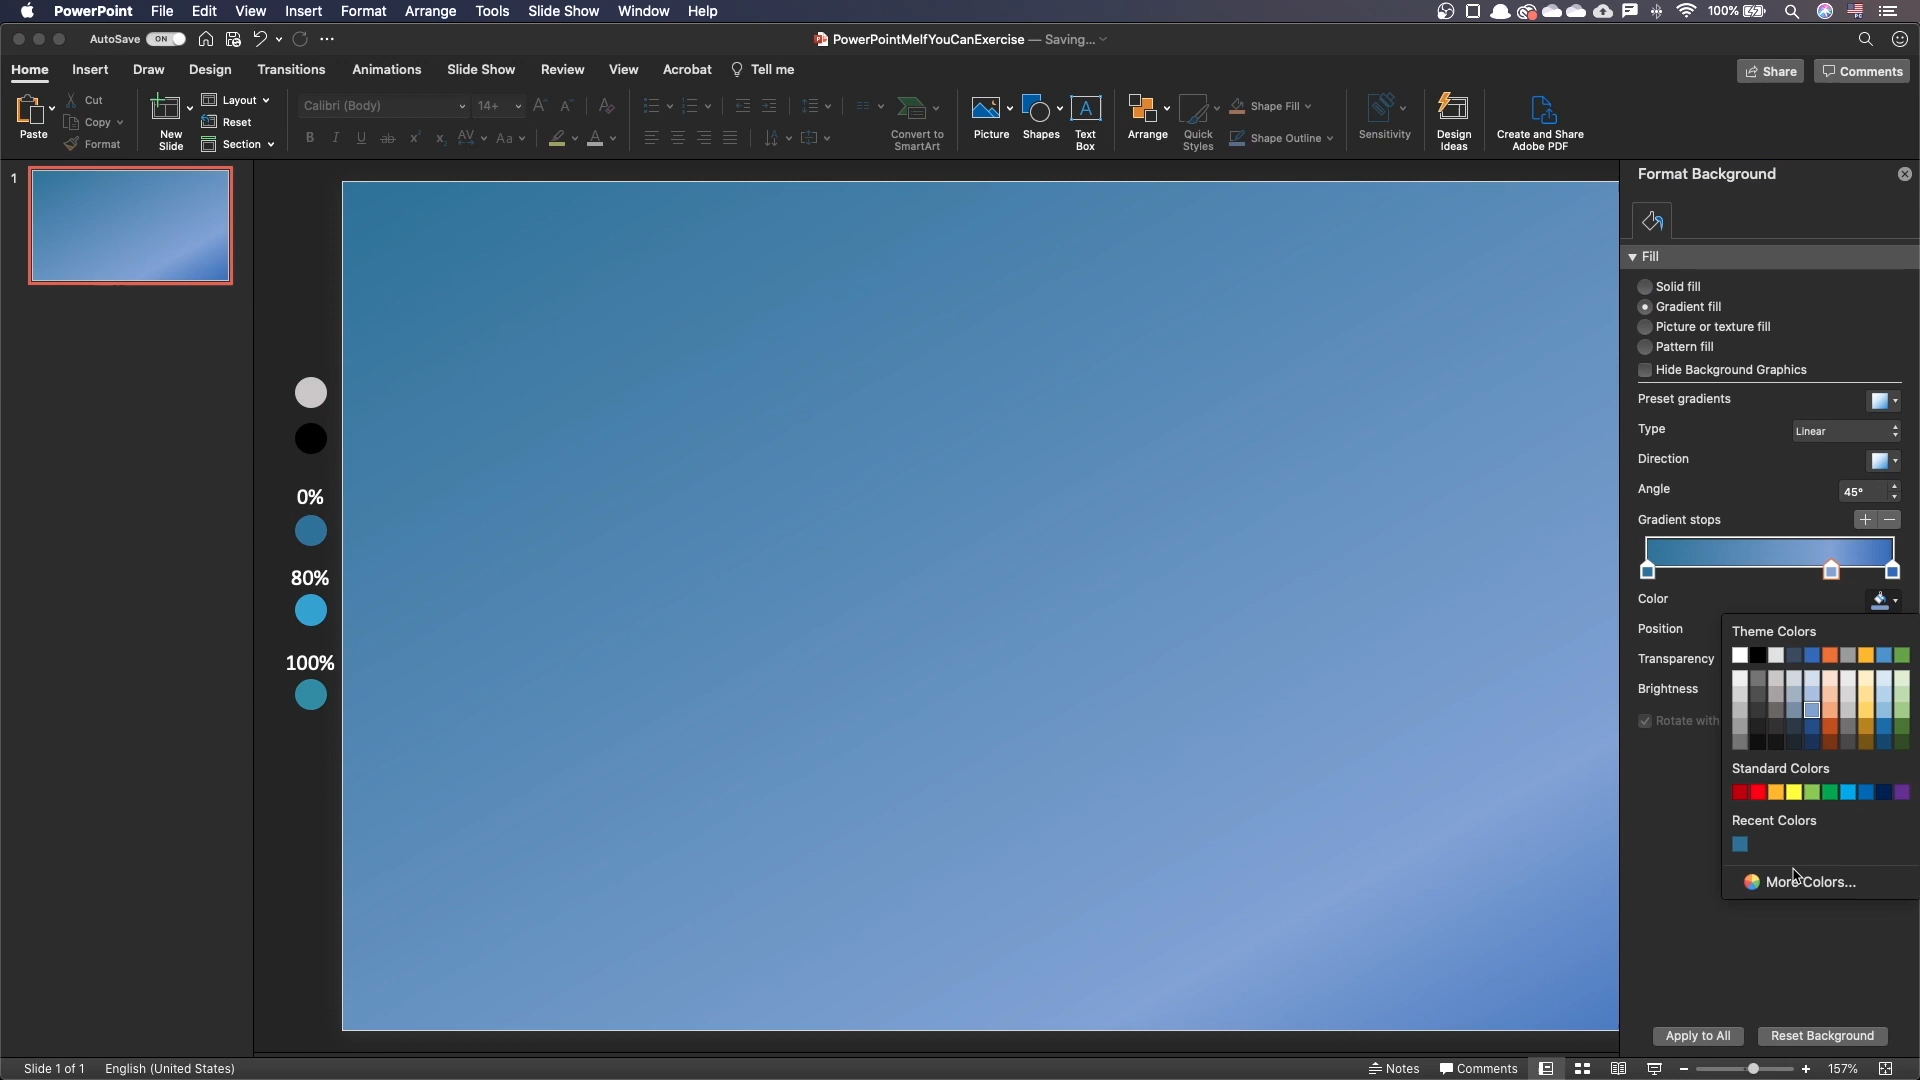 PowerPoint File Edit View Insert Format Arrange Tools Slide Show Window Help 100%
AutoSave ON PowerPointMeIfYouCanExercise — Saving...
Home Insert Draw Design Transitions Animations Slide Show Review View Acrobat Tell me Share Comments
Paste Cut Copy Format
New Slide Layout Reset Section
Calibri (Body) 14+
Convert to SmartArt
Picture Shapes Text Box
Arrange Quick Styles Shape Fill Shape Outline
Sensitivity
Design Ideas
Create and Share Adobe PDF
1
0%
80%
100%
Format Background
Fill
Solid fill
Gradient fill
Picture or texture fill
Pattern fill
Hide Background Graphics
Preset gradients
Type Linear
Direction
Angle 45°
Gradient stops
Color
Position
Transparency
Brightness
Rotate with
Theme Colors
Standard Colors
Recent Colors
More Colors...
Apply to All Reset Background
Slide 1 of 1 English (United States) Notes Comments 157%